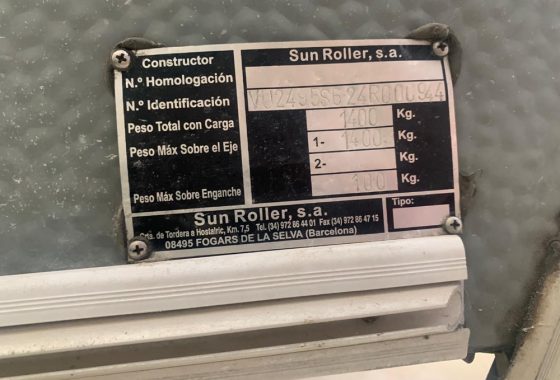 Constructor Sun Roller, s.a.
N.º Homologación
N.º Identificación
Peso Total con Carga 1400 Kg.
Peso Máx Sobre el Eje 1- 1400 Kg.
2- Kg.
Peso Máx Sobre Enganche 100 Kg.
Sun Roller, s.a.
Ctra. de Tordera a Hostalric, Km. 7,5 Tel. (34) 972 86 44 01 Fax (34) 972 86 47 15
08495 FOGARS DE LA SELVA (Barcelona)
Tipo: